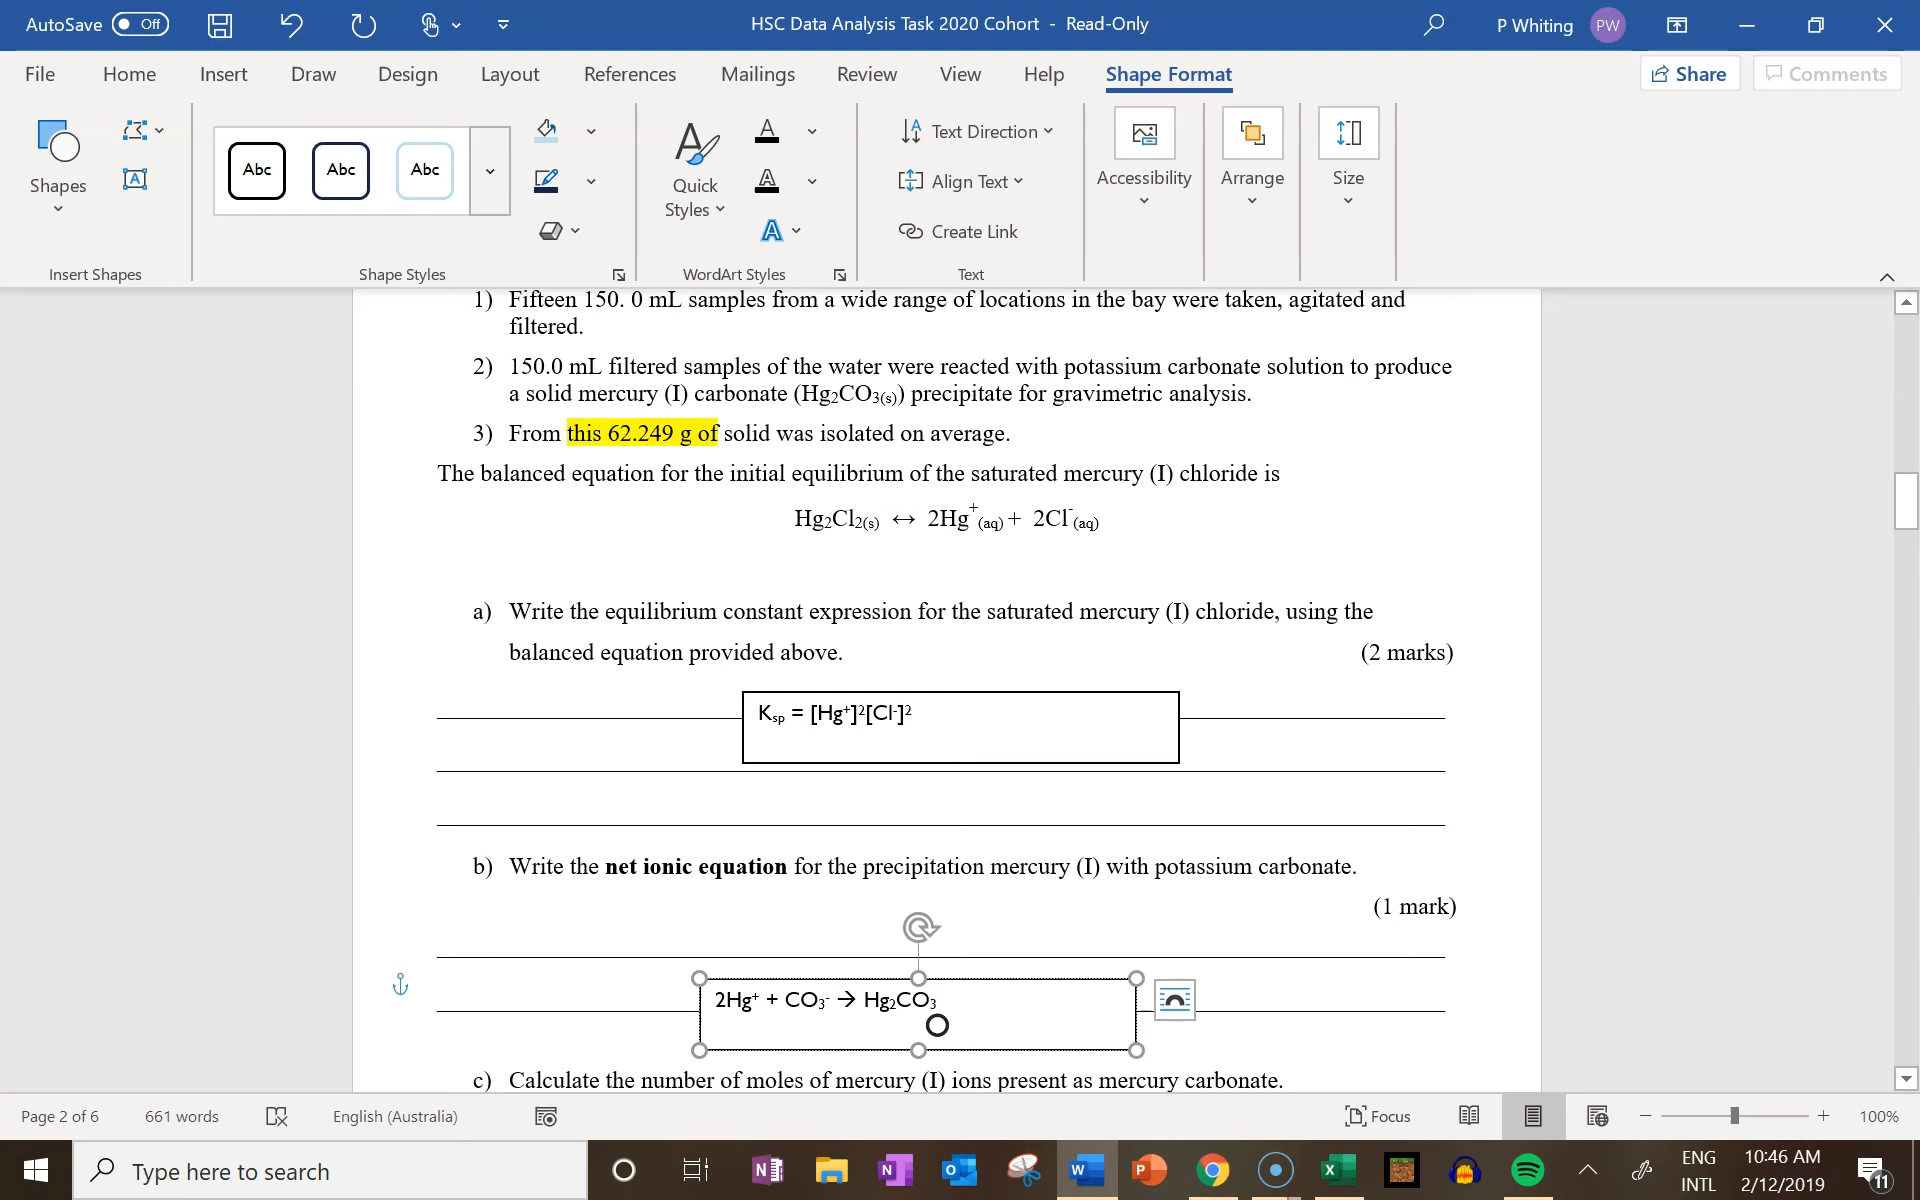 AutoSave Off HSC Data Analysis Task 2020 Cohort - Read-Only P Whiting PW
File Home Insert Draw Design Layout References Mailings Review View Help Shape Format Share Comments
Shapes
Insert Shapes
Abc Abc Abc
Shape Styles
Quick
Styles
WordArt Styles
Text Direction
Align Text
Create Link
Text
Accessibility
Arrange
Size
1) Fifteen 150. 0 mL samples from a wide range of locations in the bay were taken, agitated and
filtered.
2) 150.0 mL filtered samples of the water were reacted with potassium carbonate solution to produce
a solid mercury (I) carbonate (Hg₂CO₃(s)) precipitate for gravimetric analysis.
3) From this 62.249 g of solid was isolated on average.
The balanced equation for the initial equilibrium of the saturated mercury (I) chloride is
Hg₂Cl₂(s) ↔ 2Hg⁺(aq) + 2Cl⁻(aq)
a) Write the equilibrium constant expression for the saturated mercury (I) chloride, using the
balanced equation provided above. (2 marks)
Ksp = [Hg⁺]²[Cl⁻]²
b) Write the net ionic equation for the precipitation mercury (I) with potassium carbonate.
(1 mark)
2Hg⁺ + CO₃⁻ → Hg₂CO₃
c) Calculate the number of moles of mercury (I) ions present as mercury carbonate.
Page 2 of 6 661 words English (Australia) Focus 100%
Type here to search
ENG
INTL
10:46 AM
2/12/2019
11